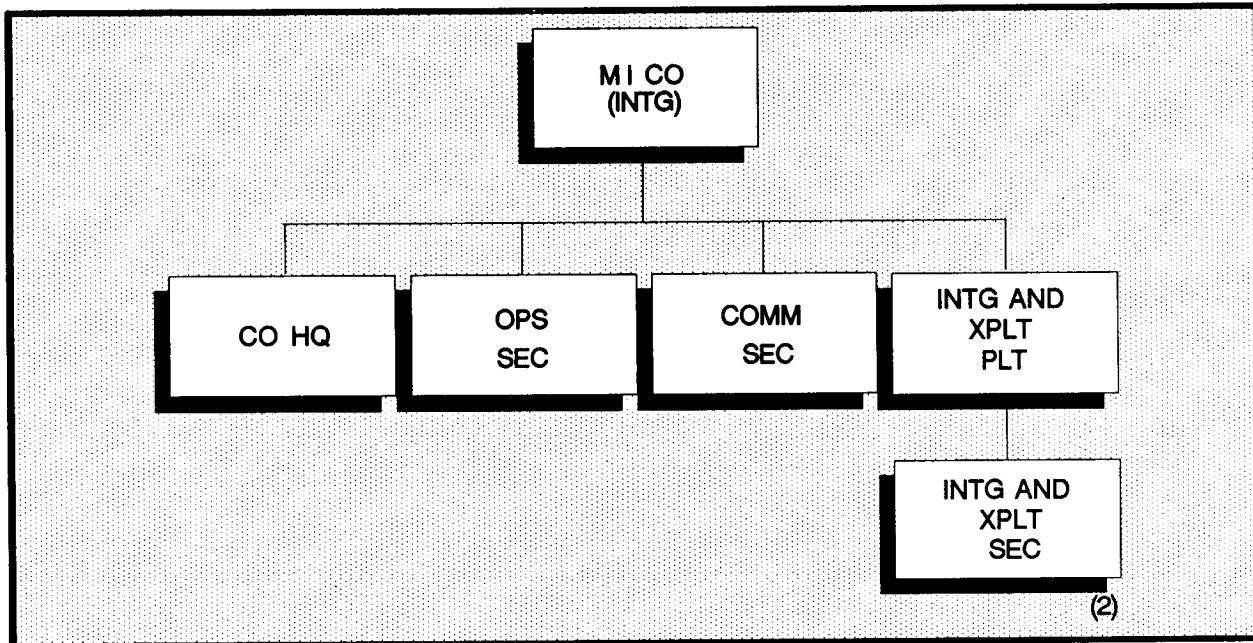 MI CO
(INTG)
CO HQ
OPS
SEC
COMM
SEC
INTG AND
XPLT
PLT
INTG AND
XPLT
SEC
(2)